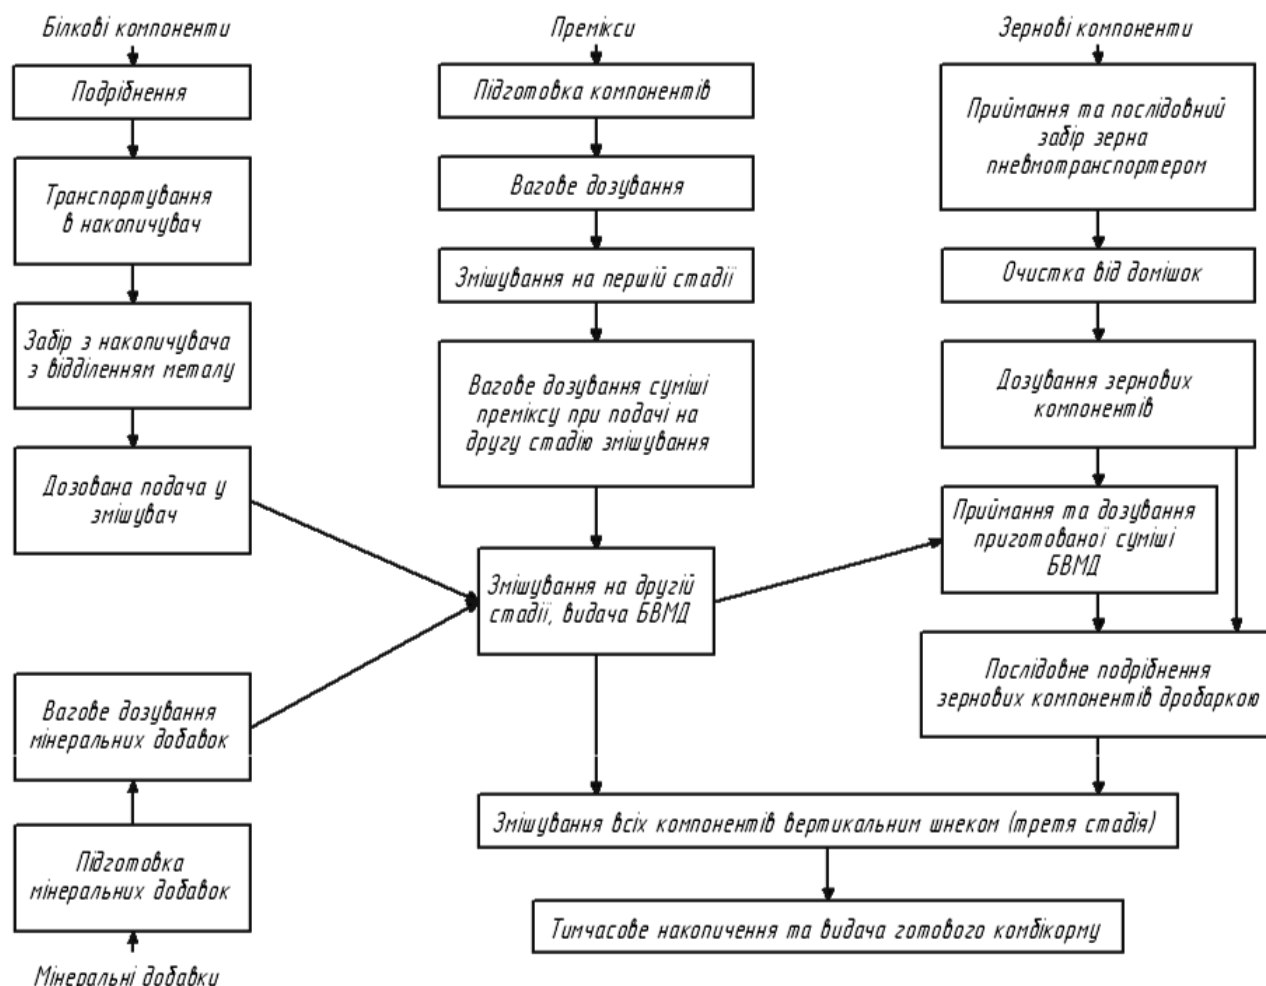 Білкові компоненти
Подрібнення
Транспортування
в накопичувач
Забір з накопичувача
з відділенням металу
Дозована подача у
змішувач
Вагове дозування
мінеральних добавок
Підготовка
мінеральних добавок
Мінеральні добавки
Премікси
Підготовка компонентів
Вагове дозування
Змішування на першій стадії
Вагове дозування суміші
преміксу при подачі на
другу стадію змішування
Змішування на другій
стадії, видача БВМД
Зернові компоненти
Приймання та послідовний
забір зерна
пневмотранспортером
Очистка від домішок
Дозування зернових
компонентів
Приймання та дозування
приготованої суміші
БВМД
Послідовне подрібнення
зернових компонентів дробаркою
Змішування всіх компонентів вертикальним шнеком (третя стадія)
Тимчасове накопичення та видача готового комбікорму